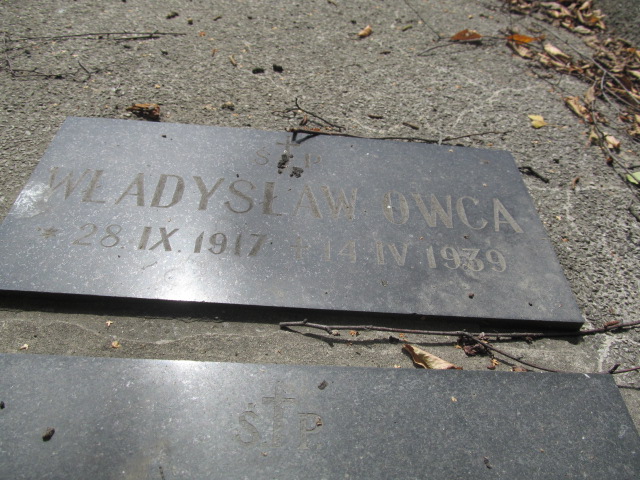 Ś † P
WŁADYSŁAW OWCA
* 28 IX. 1917 † 14 IV 1939
Ś † P